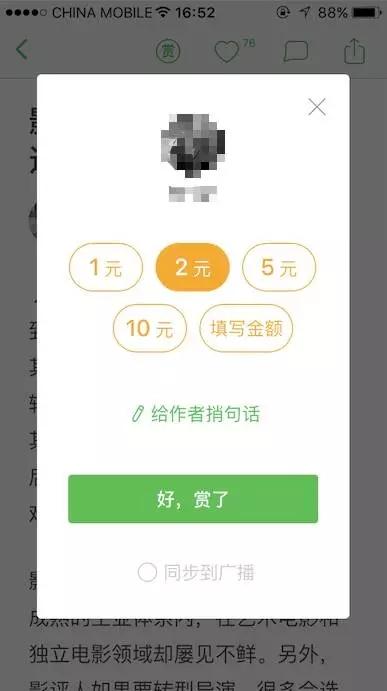 CHINA MOBILE 16:52 88%
赏 76
1 元 2 元 5 元
10 元 填写金额
给作者捎句话
好，赏了
同步到广播
成熟的工业体系内，在艺术电影和
独立电影领域却屡见不鲜。另外，
影评人如果要转型导演，很多会选